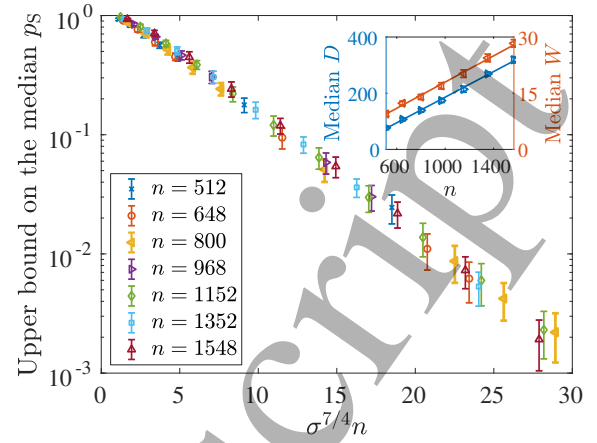 Upper bound on the median p_S
10^0
10^-1
10^-2
10^-3
0 5 10 15 20 25 30
σ^{7/4}n
n = 512
n = 648
n = 800
n = 968
n = 1152
n = 1352
n = 1548
Median D
400
200
0
600 1000 1400
n
30
15
0
Median W
cript